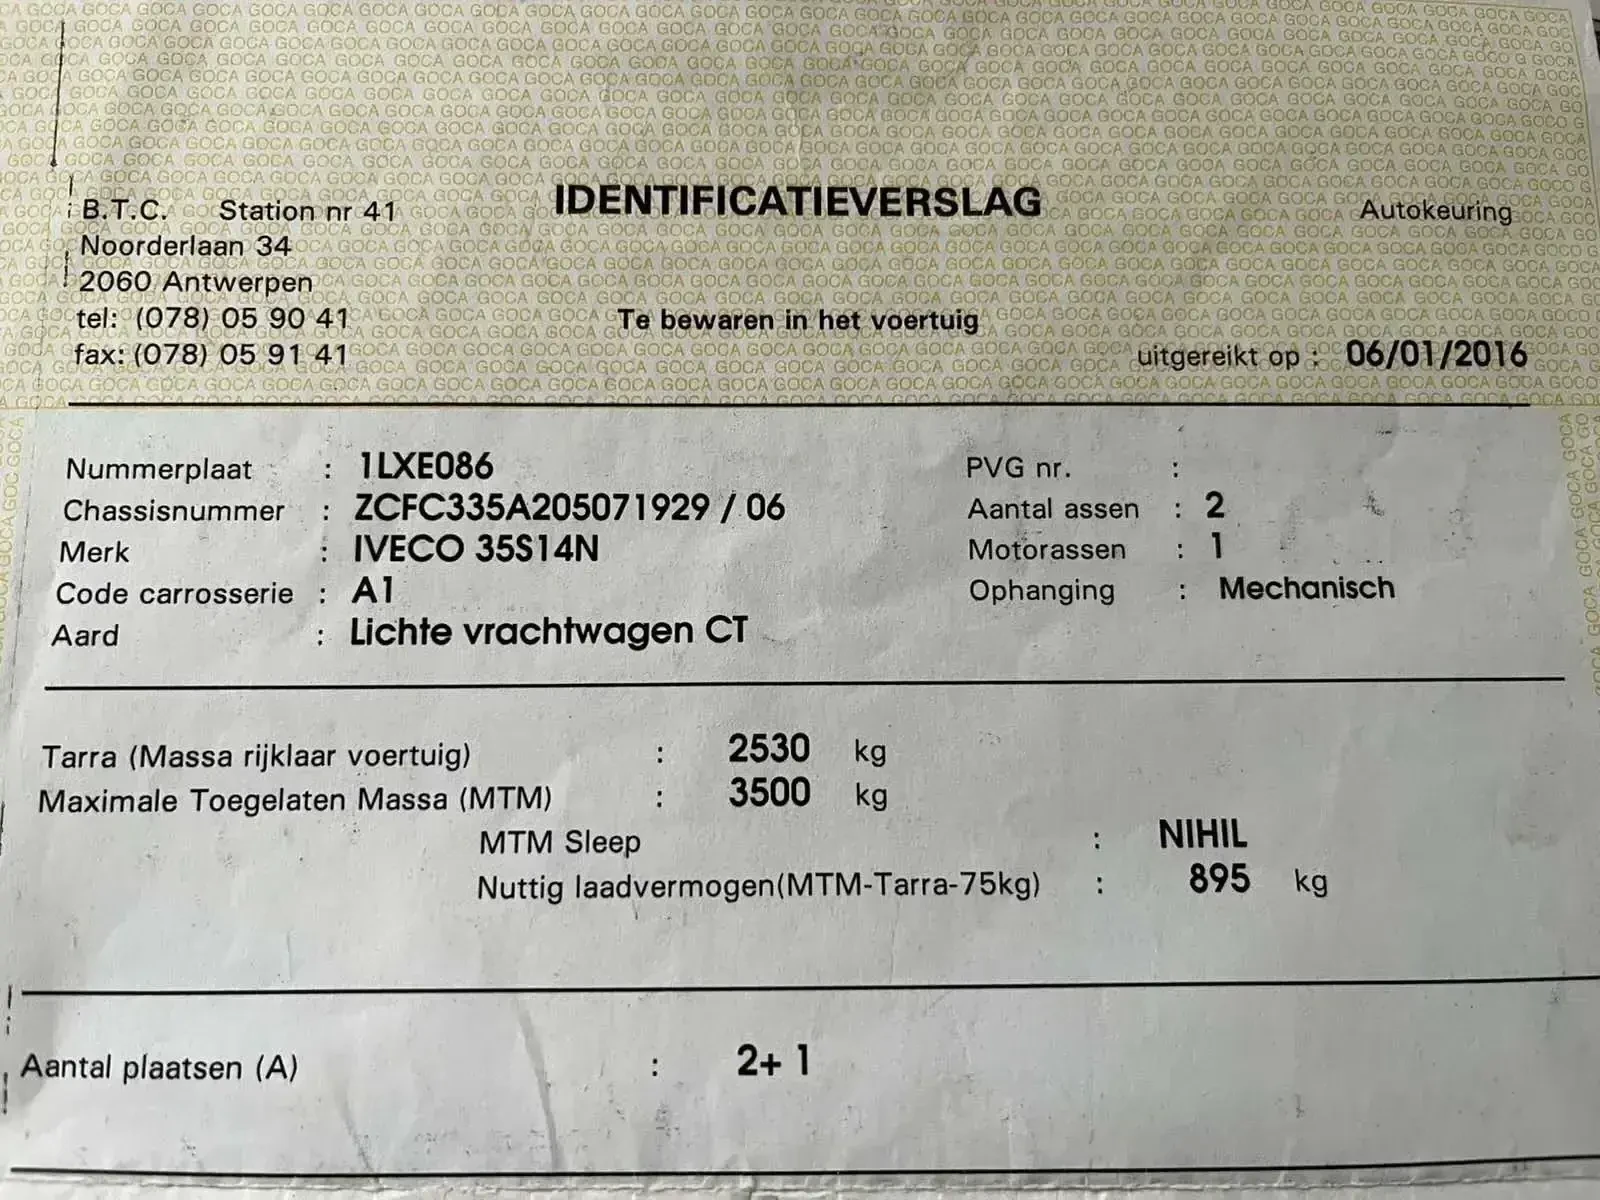 IDENTIFICATIEVERSLAG
B.T.C. Station nr 41
Autokeuring
Noorderlaan 34
2060 Antwerpen
tel: (078) 05 90 41
Te bewaren in het voertuig
fax: (078) 05 91 41
uitgereikt op : 06/01/2016
Nummerplaat : 1LXE086
PVG nr. :
Chassisnummer : ZCFC335A205071929 / 06
Aantal assen : 2
Merk : IVECO 35S14N
Motorassen : 1
Code carrosserie : A1
Ophanging : Mechanisch
Aard : Lichte vrachtwagen CT
Tarra (Massa rijklaar voertuig) : 2530 kg
Maximale Toegelaten Massa (MTM) : 3500 kg
MTM Sleep : NIHIL
Nuttig laadvermogen(MTM-Tarra-75kg) : 895 kg
Aantal plaatsen (A) : 2+ 1